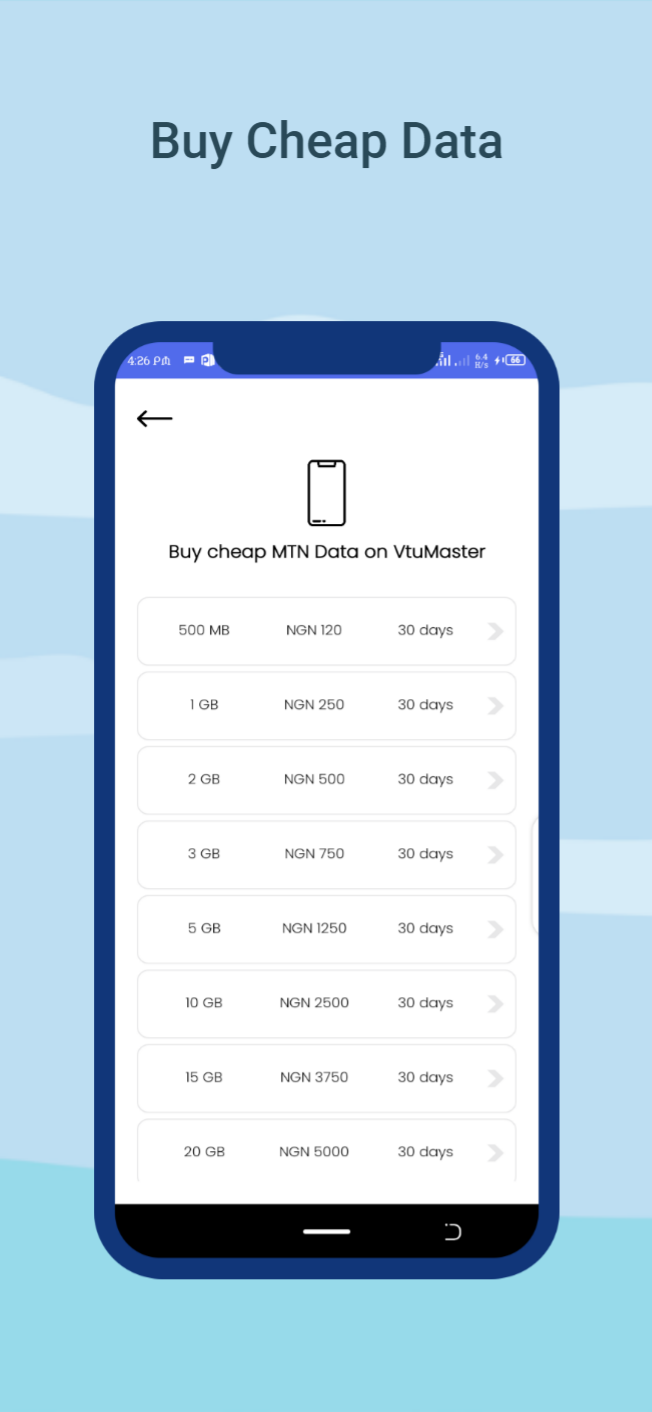 Buy Cheap Data
4:26 PM
6.4
B/s
66
Buy cheap MTN Data on VtuMaster
500 MB NGN 120 30 days
1 GB NGN 250 30 days
2 GB NGN 500 30 days
3 GB NGN 750 30 days
5 GB NGN 1250 30 days
10 GB NGN 2500 30 days
15 GB NGN 3750 30 days
20 GB NGN 5000 30 days